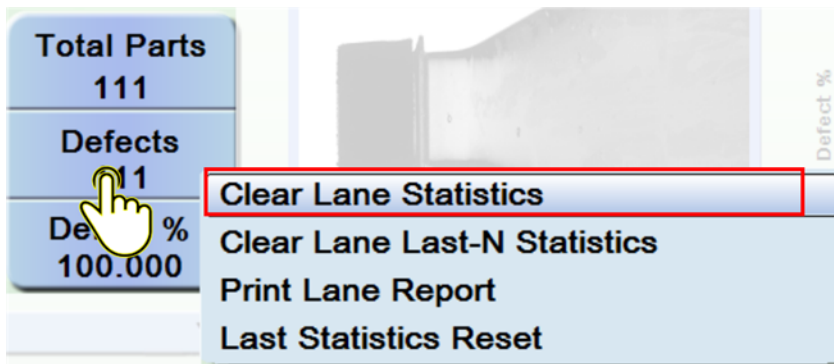 Total Parts
111
Defects
11
Clear Lane Statistics
Clear Lane Last-N Statistics
%
100.000
Print Lane Report
Last Statistics Reset
Defect %